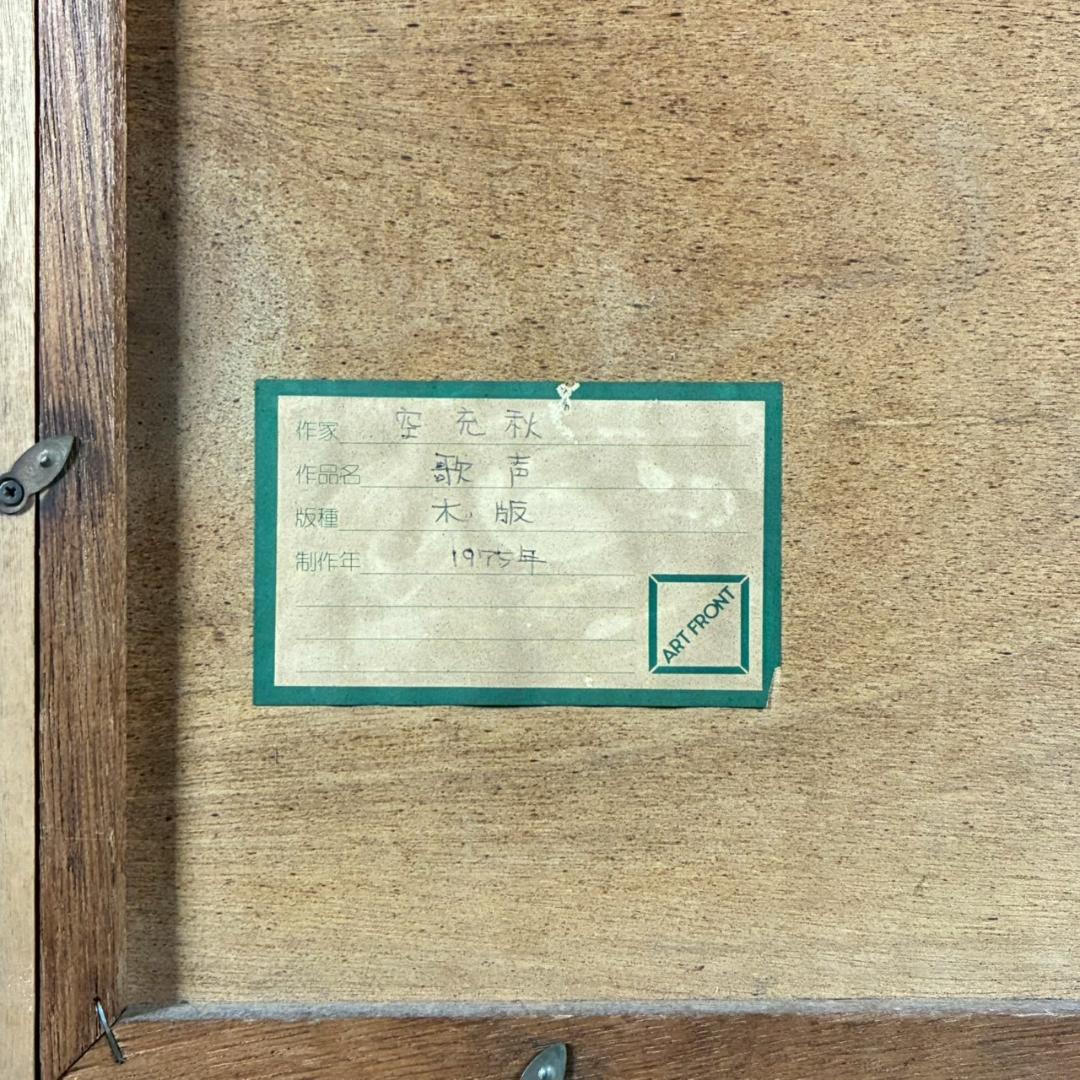 作家 空 充秋
作品名 歌声
版種 木版
制作年 1975年
ART FRONT